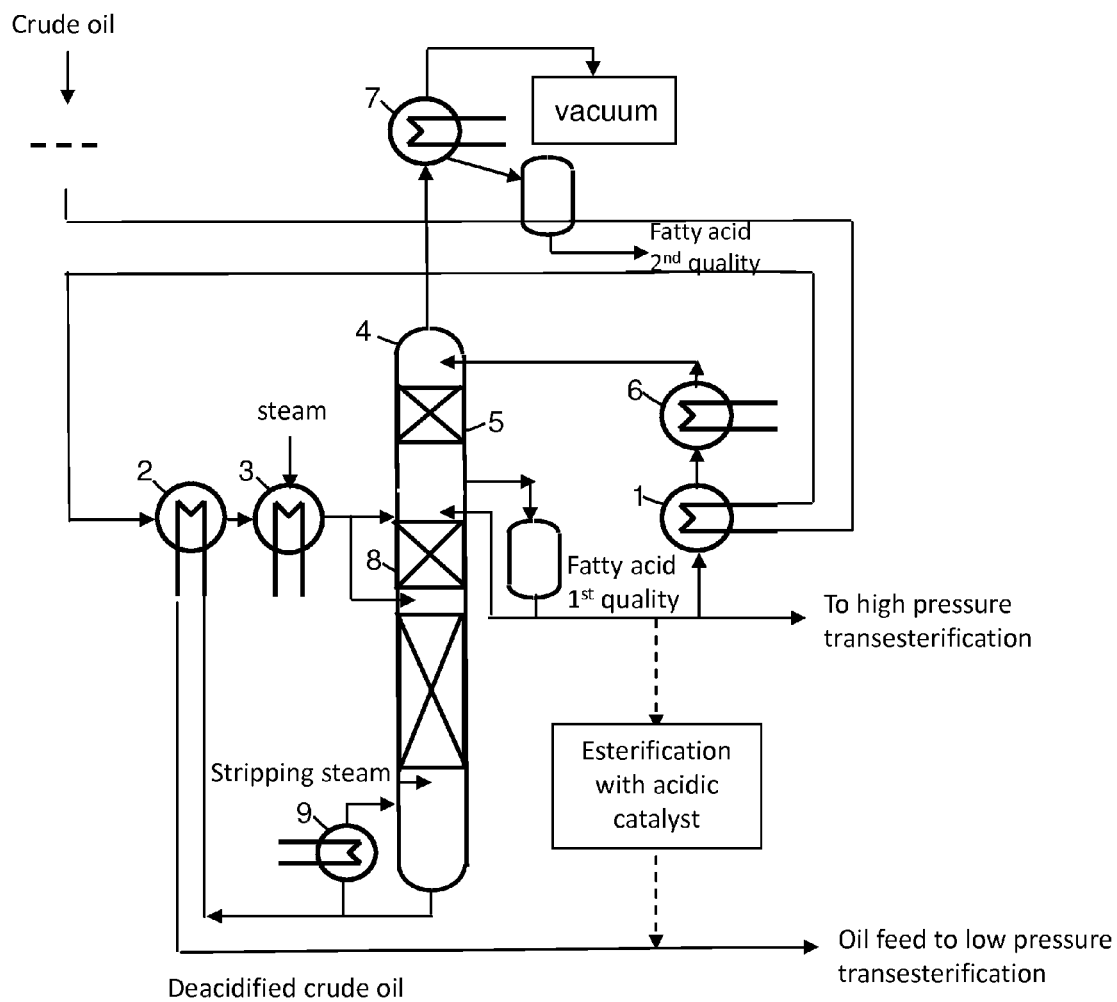 Crude oil
7
vacuum
Fatty acid
2nd quality
4
6
steam
5
2
3
1
8
Fatty acid
1st quality
To high pressure
transesterification
Esterification
with acidic
catalyst
Stripping steam
9
Oil feed to low pressure
transesterification
Deacidified crude oil